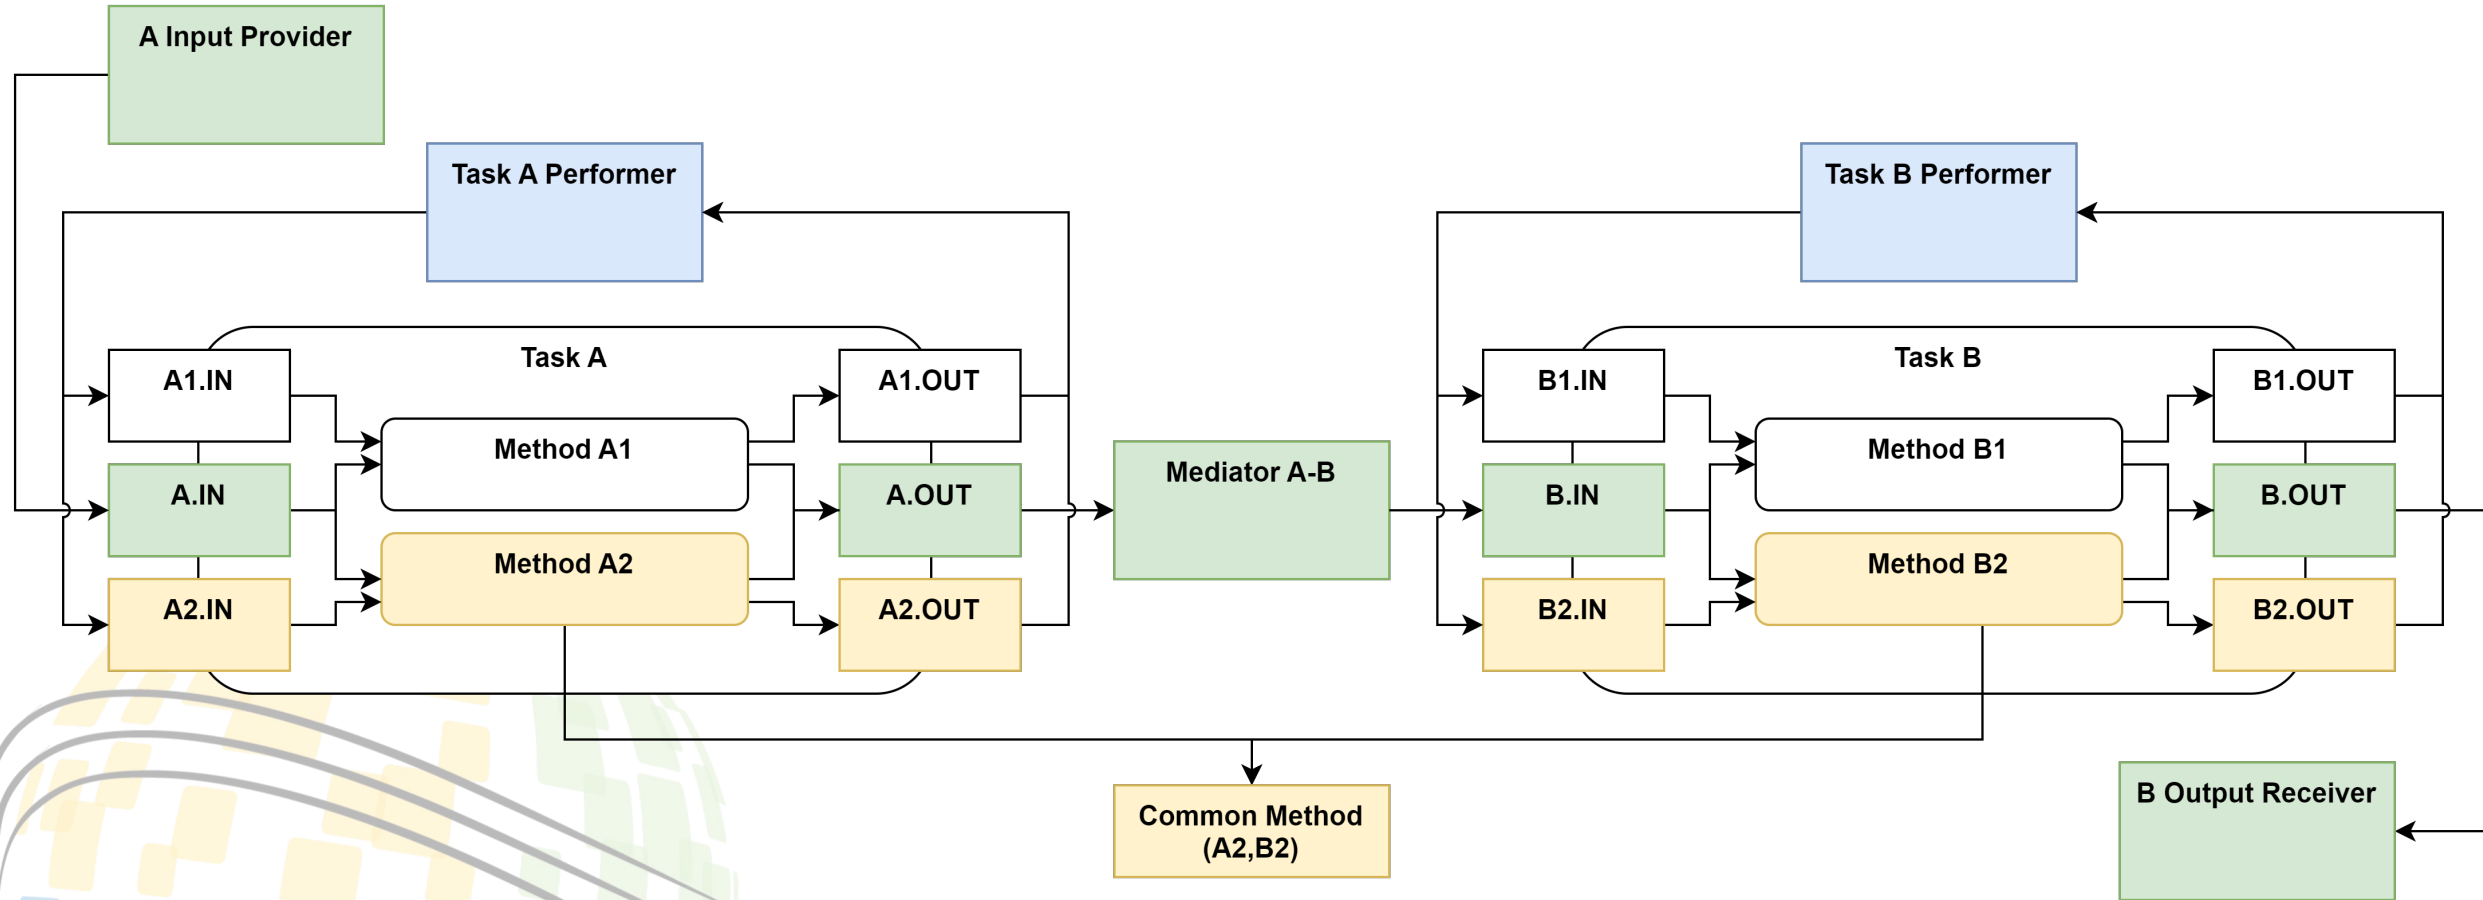 A Input Provider
Task A Performer
Task B Performer
Task A
A1.IN
A1.OUT
Method A1
A.IN
A.OUT
Method A2
A2.IN
A2.OUT
Mediator A-B
Task B
B1.IN
B1.OUT
Method B1
B.IN
B.OUT
Method B2
B2.IN
B2.OUT
Common Method
(A2,B2)
B Output Receiver